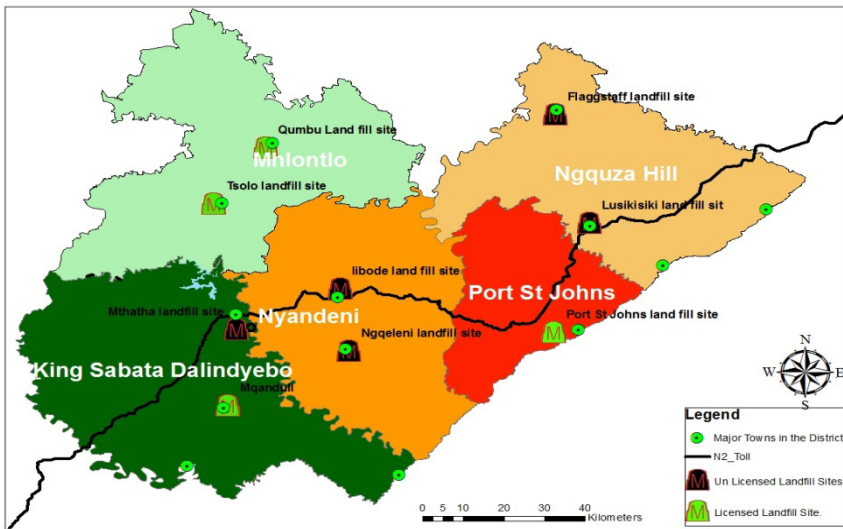 Flaggstaff landfill site
Qumbu Land fill site
Mhlontlo
Ngquza Hill
Tsolo landfill site
Lusikisiki land fill sit
libode land fill site
Port St Johns
Mthatha landfill site
Nyandeni
Port St Johns land fill site
Ngqeleni landfill site
King Sabata Dalindyebo
Mqanduli
N
W E
S
Legend
Major Towns in the District
N2_Toll
Un Licensed Landfill Sites
Licensed Landfill Site.
0 5 10 20 30 40
Kilometers